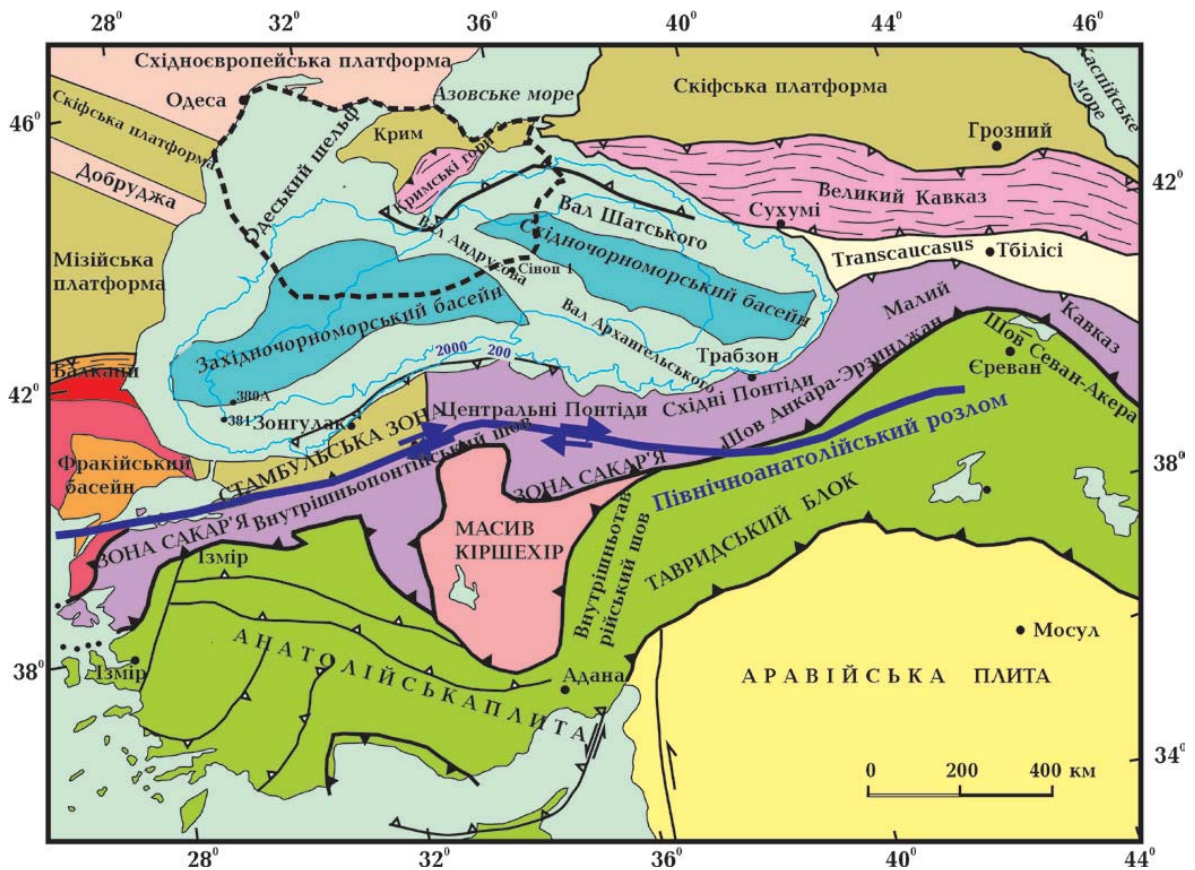 28⁰ 32⁰ 36⁰ 40⁰ 44⁰ 46⁰
Східноєвропейська платформа
Одеса
Азовське море
Скіфська платформа
Каспійське
море
46⁰
Скіфська платформа
Одеський шельф
Крим
Грозний
Добруджа
Кримські гори
Великий Кавказ
42⁰
Вал Шатського
Сухумі
Вал Андрусова
Східночорноморський басейн
Transcaucasus
Тбілісі
Мізійська
платформа
Сіноп 1
Малий
Кавказ
Західночорноморський басейн
Вал Архангельського
2000
200
Трабзон
Шов Севан-Акера
Єреван
Балкани
42⁰
380А
381
Зонгулак
Центральні Понтіди
Східні Понтіди
Шов Анкара-Эрзинджан
СТАМБУЛЬСЬКА ЗОНА
Фракійський
басейн
Внутрішньопонтійський шов
38⁰
ЗОНА САКАР'Я
ЗОНА САКАР'Я
Північноанатолійський розлом
МАСИВ
КІРШЕХІР
Ізмір
Внутрішньотав
рійський шов
ТАВРИДСЬКИЙ БЛОК
Мосул
38⁰
Ізмір
АНАТОЛІЙСЬКА ПЛИТА
Адана
АРАВІЙСЬКА ПЛИТА
34⁰
0 200 400 км
28⁰ 32⁰ 36⁰ 40⁰ 44⁰